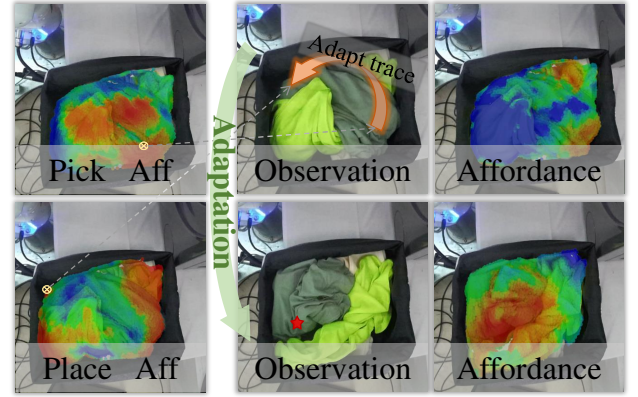 Adapt trace
Pick Aff
Observation
Affordance
Adaptation
Place Aff
Observation
Affordance